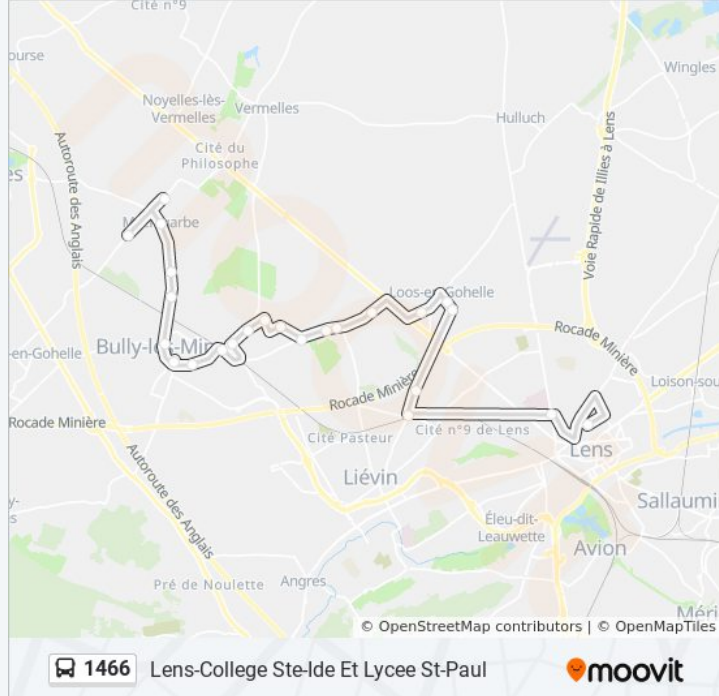 Cité n°9
ourse
Wingles
Noyelles-lès-
Vermelles
Vermelles
Hulluch
Cité du
Philosophe
es
Autoroute des Anglais
Voie Rapide de Illies à Lens
Loos-en-Gohelle
Rocade Minière
-en-Gohelle
Loison-sou
Rocade Minière
Rocade Minière
Cité Pasteur
Cité n°9 de Lens
Lens
Liévin
Sallaumi
Autoroute des Anglais
Éleu-dit-
Leauwette
Avion
Pré de Noulette
Angres
Méri
© OpenStreetMap contributors | © OpenMapTiles
1466 Lens-College Ste-Ide Et Lycee St-Paul
moovit